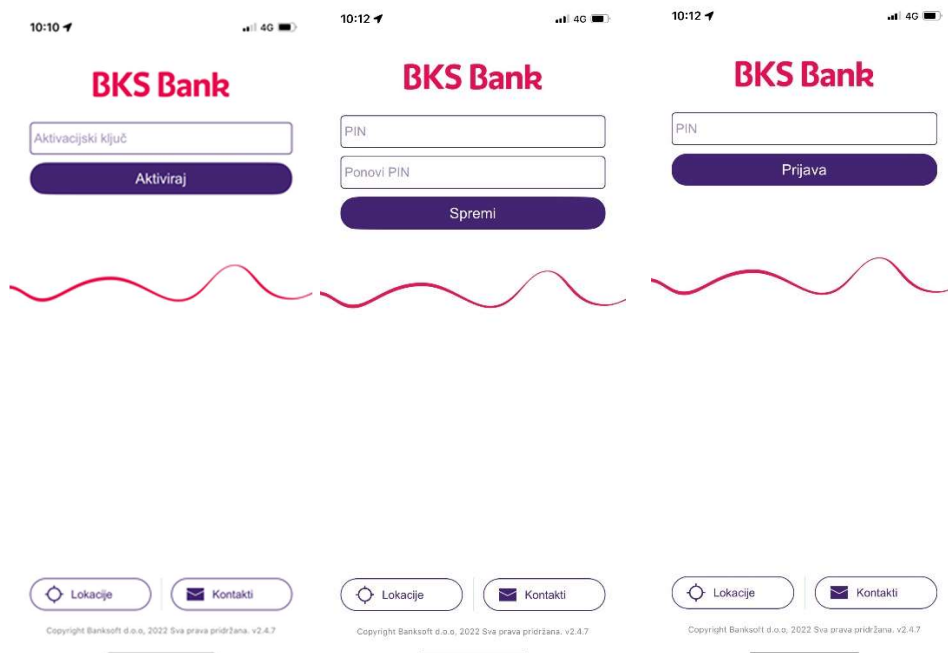 10:10
4G
BKS Bank
Aktivacijski ključ
Aktiviraj
Lokacije
Kontakti
Copyright Banksoft d.o.o, 2022 Sva prava pridržana. v2.4.7
10:12
4G
BKS Bank
PIN
Ponovi PIN
Spremi
Lokacije
Kontakti
Copyright Banksoft d.o.o, 2022 Sva prava pridržana. v2.4.7
10:12
4G
BKS Bank
PIN
Prijava
Lokacije
Kontakti
Copyright Banksoft d.o.o, 2022 Sva prava pridržana. v2.4.7